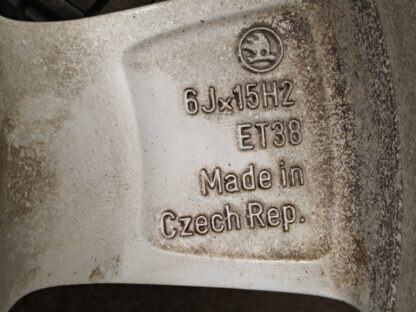 6Jx15H2
ET38
Made in
Czech Rep.